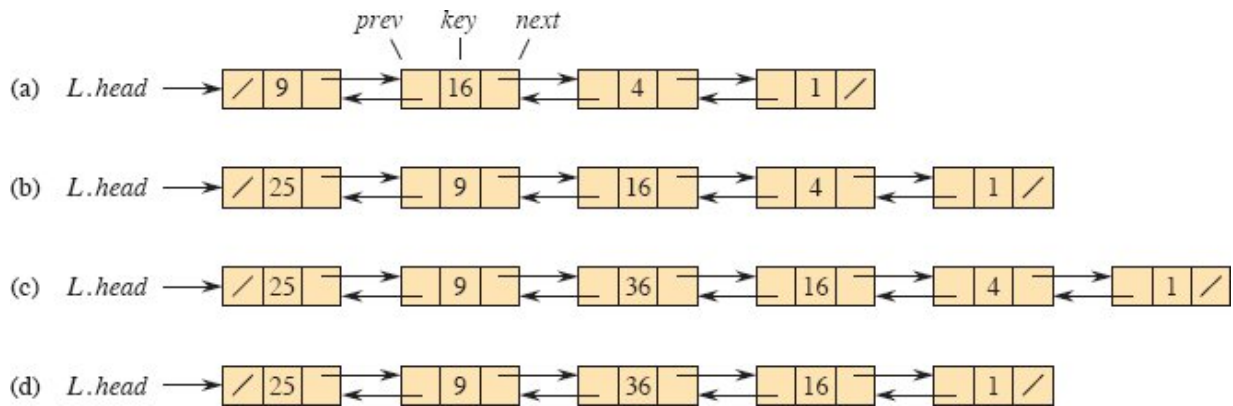 prev key next
(a) L.head / 9 16 4 1 /
(b) L.head / 25 9 16 4 1 /
(c) L.head / 25 9 36 16 4 1 /
(d) L.head / 25 9 36 16 1 /